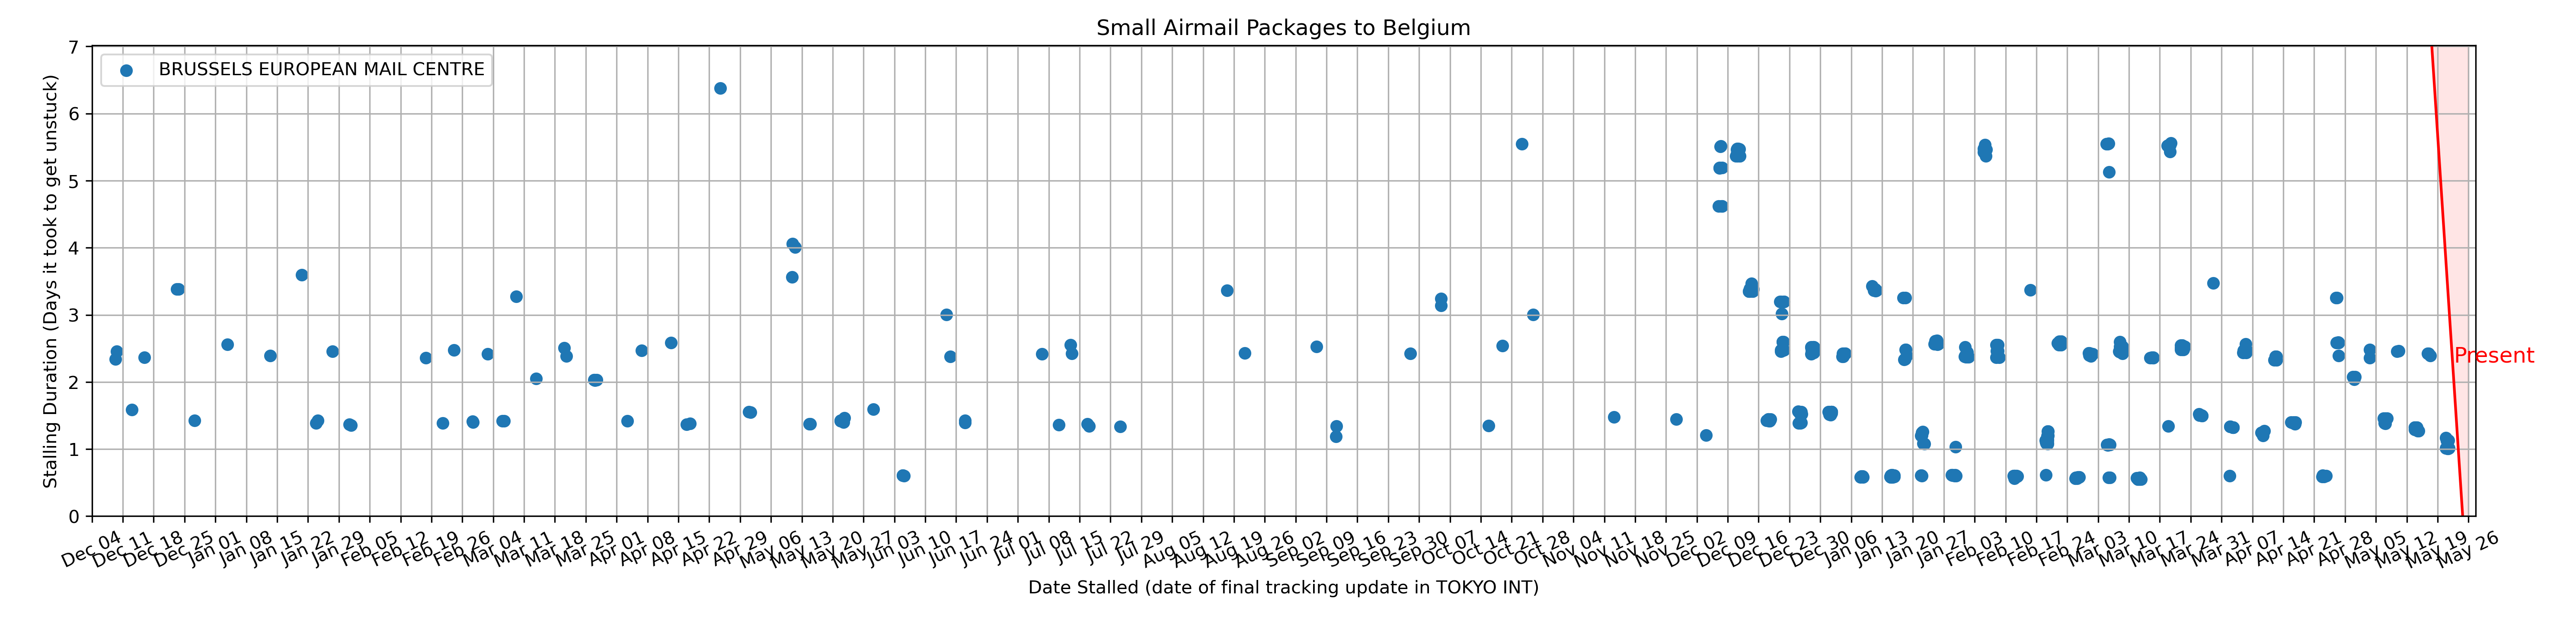 Small Airmail Packages to Belgium
BRUSSELS EUROPEAN MAIL CENTRE
Stalling Duration (Days it took to get unstuck)
7
6
5
4
3
2
1
0
Present
Dec 04
Dec 11
Dec 18
Dec 25
Jan 01
Jan 08
Jan 15
Jan 22
Jan 29
Feb 05
Feb 12
Feb 19
Feb 26
Mar 04
Mar 11
Mar 18
Mar 25
Apr 01
Apr 08
Apr 15
Apr 22
Apr 29
May 06
May 13
May 20
May 27
Jun 03
Jun 10
Jun 17
Jun 24
Jul 01
Jul 08
Jul 15
Jul 22
Jul 29
Aug 05
Aug 12
Aug 19
Aug 26
Sep 02
Sep 09
Sep 16
Sep 23
Sep 30
Oct 07
Oct 14
Oct 21
Oct 28
Nov 04
Nov 11
Nov 18
Nov 25
Dec 02
Dec 09
Dec 16
Dec 23
Dec 30
Jan 06
Jan 13
Jan 20
Jan 27
Feb 03
Feb 10
Feb 17
Feb 24
Mar 03
Mar 10
Mar 17
Mar 24
Mar 31
Apr 07
Apr 14
Apr 21
Apr 28
May 05
May 12
May 19
May 26
Date Stalled (date of final tracking update in TOKYO INT)